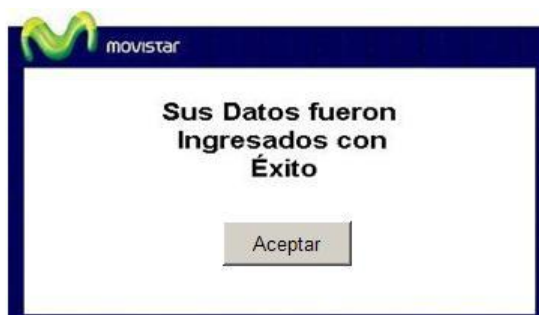 movistar
Sus Datos fueron
Ingresados con
Éxito
Aceptar